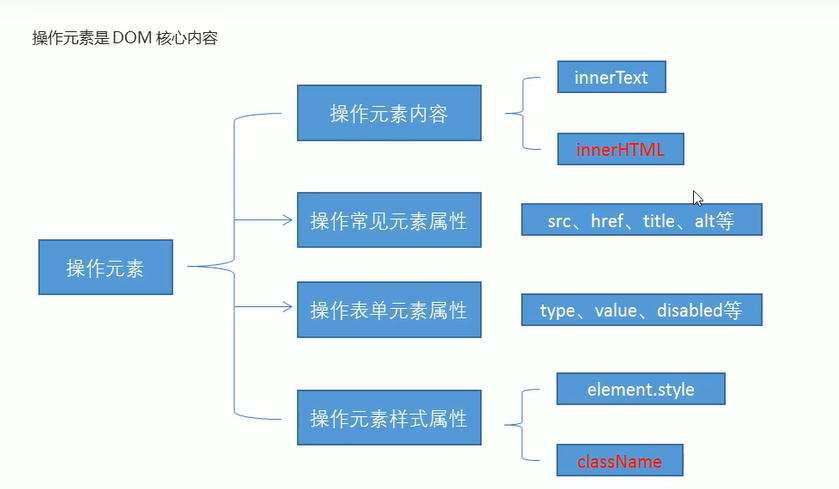 操作元素是 DOM 核心内容
操作元素
操作元素内容
innerText
innerHTML
操作常见元素属性
src、href、title、alt等
操作表单元素属性
type、value、disabled等
操作元素样式属性
element.style
className